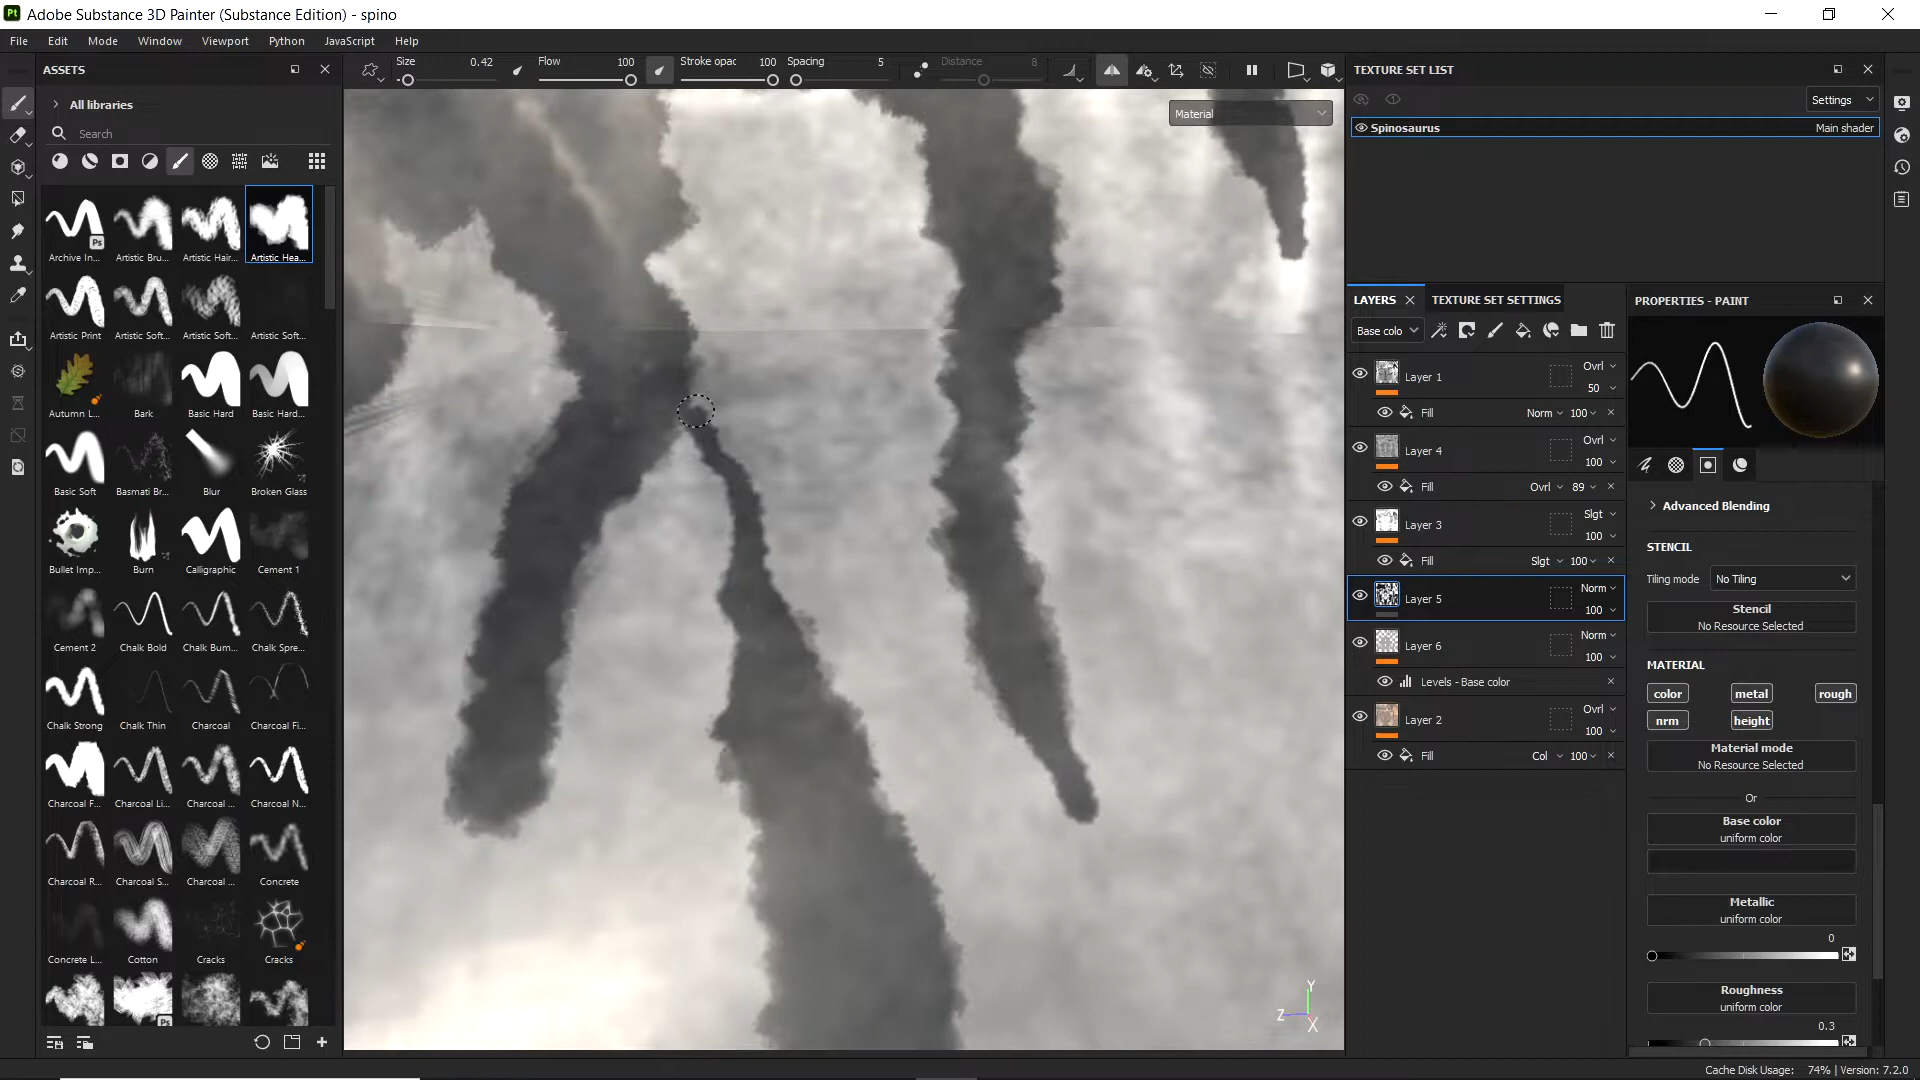 Pt Adobe Substance 3D Painter (Substance Edition) - spino
File Edit Mode Window Viewport Python JavaScript Help
ASSETS
All libraries
Search
Archive In... Artistic Bru... Artistic Hair... Artistic Hea...
Ps
Artistic Print Artistic Soft... Artistic Soft... Artistic Soft...
Autumn L... Bark Basic Hard Basic Hard...
Basic Soft Basmati Br... Blur Broken Glass
Bullet Imp... Burn Calligraphic Cement 1
Cement 2 Chalk Bold Chalk Bum... Chalk Spre...
Chalk Strong Chalk Thin Charcoal Charcoal Fi...
Charcoal F... Charcoal Li... Charcoal ... Charcoal N...
Charcoal R... Charcoal S... Charcoal ... Concrete
Concrete L... Cotton Cracks Cracks
Ps
Size 0.42 Flow 100 Stroke opac 100 Spacing 5 Distance 8
Material
Y
Z
X
TEXTURE SET LIST
Settings
Spinosaurus Main shader
LAYERS TEXTURE SET SETTINGS
Base colo
Layer 1 Ovrl 50
Fill Norm 100
Layer 4 Ovrl 100
Fill Ovrl 89
Layer 3 Slgt 100
Fill Slgt 100
Layer 5 Norm 100
Layer 6 Norm 100
Levels - Base color
Layer 2 Ovrl 100
Fill Col 100
PROPERTIES - PAINT
Advanced Blending
STENCIL
Tiling mode No Tiling
Stencil
No Resource Selected
MATERIAL
color metal rough
nrm height
Material mode
No Resource Selected
Or
Base color
uniform color
Metallic
uniform color
0
Roughness
uniform color
0.3
Cache Disk Usage: 74% | Version: 7.2.0